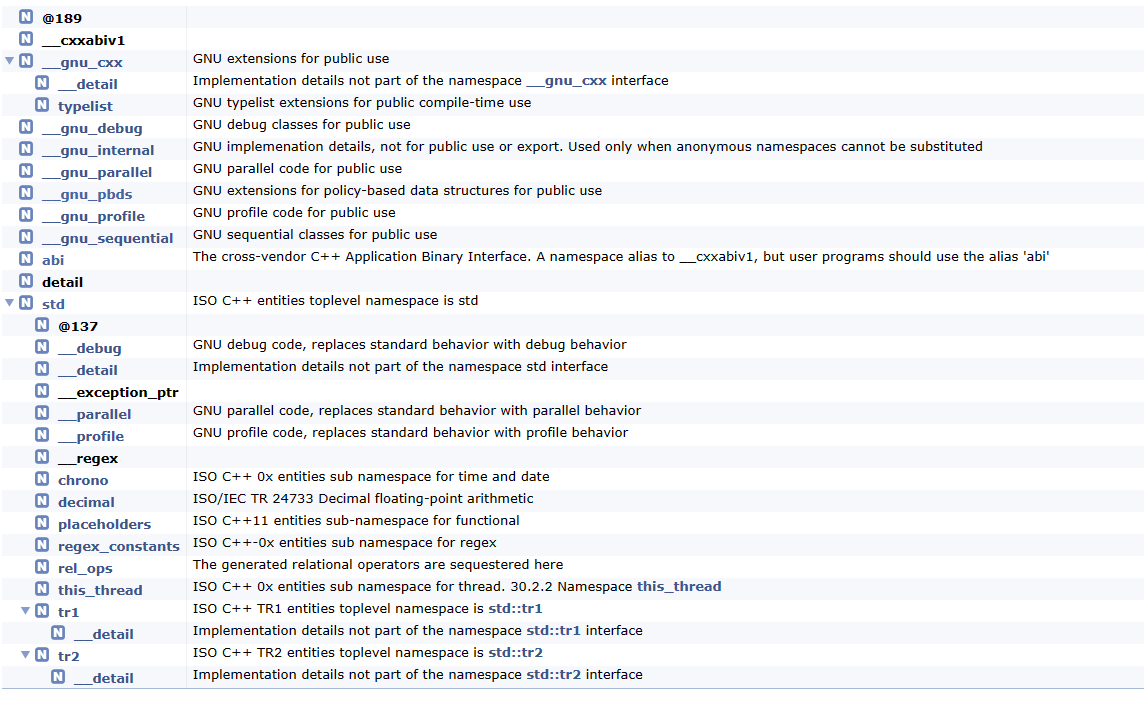 N @189
N __cxxabiv1
▼ N __gnu_cxx GNU extensions for public use
N __detail Implementation details not part of the namespace __gnu_cxx interface
N typelist GNU typelist extensions for public compile-time use
N __gnu_debug GNU debug classes for public use
N __gnu_internal GNU implemenation details, not for public use or export. Used only when anonymous namespaces cannot be substituted
N __gnu_parallel GNU parallel code for public use
N __gnu_pbds GNU extensions for policy-based data structures for public use
N __gnu_profile GNU profile code for public use
N __gnu_sequential GNU sequential classes for public use
N abi The cross-vendor C++ Application Binary Interface. A namespace alias to __cxxabiv1, but user programs should use the alias 'abi'
N detail
▼ N std ISO C++ entities toplevel namespace is std
N @137
N __debug GNU debug code, replaces standard behavior with debug behavior
N __detail Implementation details not part of the namespace std interface
N __exception_ptr
N __parallel GNU parallel code, replaces standard behavior with parallel behavior
N __profile GNU profile code, replaces standard behavior with profile behavior
N __regex
N chrono ISO C++ 0x entities sub namespace for time and date
N decimal ISO/IEC TR 24733 Decimal floating-point arithmetic
N placeholders ISO C++11 entities sub-namespace for functional
N regex_constants ISO C++-0x entities sub namespace for regex
N rel_ops The generated relational operators are sequestered here
N this_thread ISO C++ 0x entities sub namespace for thread. 30.2.2 Namespace this_thread
▼ N tr1 ISO C++ TR1 entities toplevel namespace is std::tr1
N __detail Implementation details not part of the namespace std::tr1 interface
▼ N tr2 ISO C++ TR2 entities toplevel namespace is std::tr2
N __detail Implementation details not part of the namespace std::tr2 interface